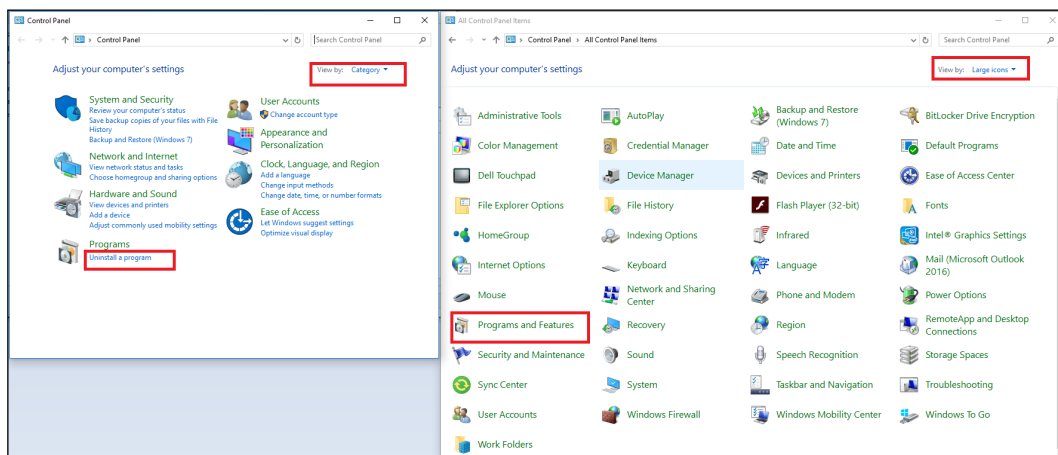 Control Panel
Control Panel
Search Control Panel
Adjust your computer's settings
View by: Category
System and Security
Review your computer's status
Save backup copies of your files with File
History
Backup and Restore (Windows 7)
Network and Internet
View network status and tasks
Choose homegroup and sharing options
Hardware and Sound
View devices and printers
Add a device
Adjust commonly used mobility settings
Programs
Uninstall a program
User Accounts
Change account type
Appearance and
Personalization
Clock, Language, and Region
Add a language
Change input methods
Change date, time, or number formats
Ease of Access
Let Windows suggest settings
Optimize visual display
All Control Panel Items
Control Panel > All Control Panel Items
Search Control Panel
Adjust your computer's settings
View by: Large icons
Administrative Tools
AutoPlay
Backup and Restore
(Windows 7)
BitLocker Drive Encryption
Color Management
Credential Manager
Date and Time
Default Programs
Dell Touchpad
Device Manager
Devices and Printers
Ease of Access Center
File Explorer Options
File History
Flash Player (32-bit)
Fonts
HomeGroup
Indexing Options
Infrared
Intel® Graphics Settings
Internet Options
Keyboard
Language
Mail (Microsoft Outlook
2016)
Mouse
Network and Sharing
Center
Phone and Modem
Power Options
Programs and Features
Recovery
Region
RemoteApp and Desktop
Connections
Security and Maintenance
Sound
Speech Recognition
Storage Spaces
Sync Center
System
Taskbar and Navigation
Troubleshooting
User Accounts
Windows Firewall
Windows Mobility Center
Windows To Go
Work Folders